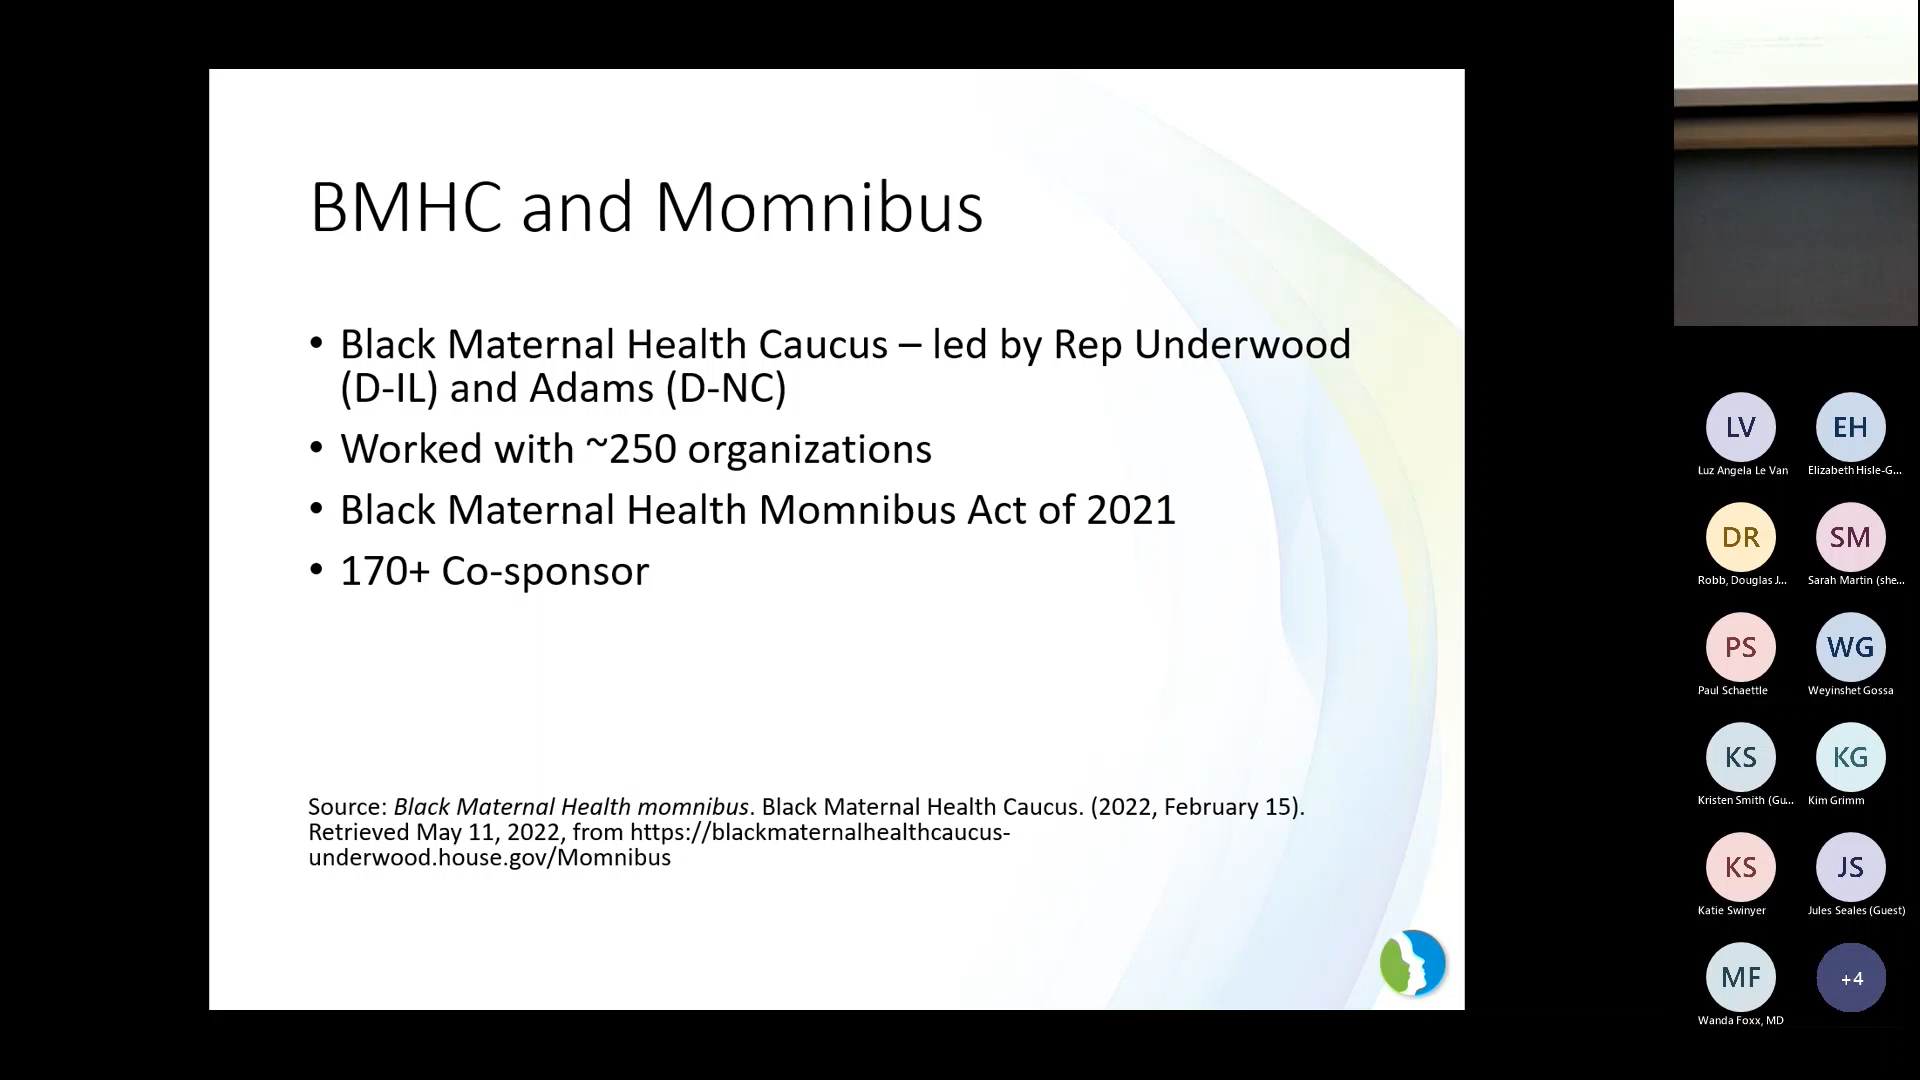 BMHC and Momnibus
• Black Maternal Health Caucus – led by Rep Underwood
(D-IL) and Adams (D-NC)
• Worked with ~250 organizations
• Black Maternal Health Momnibus Act of 2021
• 170+ Co-sponsor
Source: Black Maternal Health momnibus. Black Maternal Health Caucus. (2022, February 15).
Retrieved May 11, 2022, from https://blackmaternalhealthcaucus-
underwood.house.gov/Momnibus
LV EH
Luz Angela Le Van Elizabeth Hisle-G...
DR SM
Robb, Douglas J... Sarah Martin (she...
PS WG
Paul Schaettle Weyinshet Gossa
KS KG
Kristen Smith (Gu... Kim Grimm
KS JS
Katie Swinyer Jules Seales (Guest)
MF +4
Wanda Foxx, MD